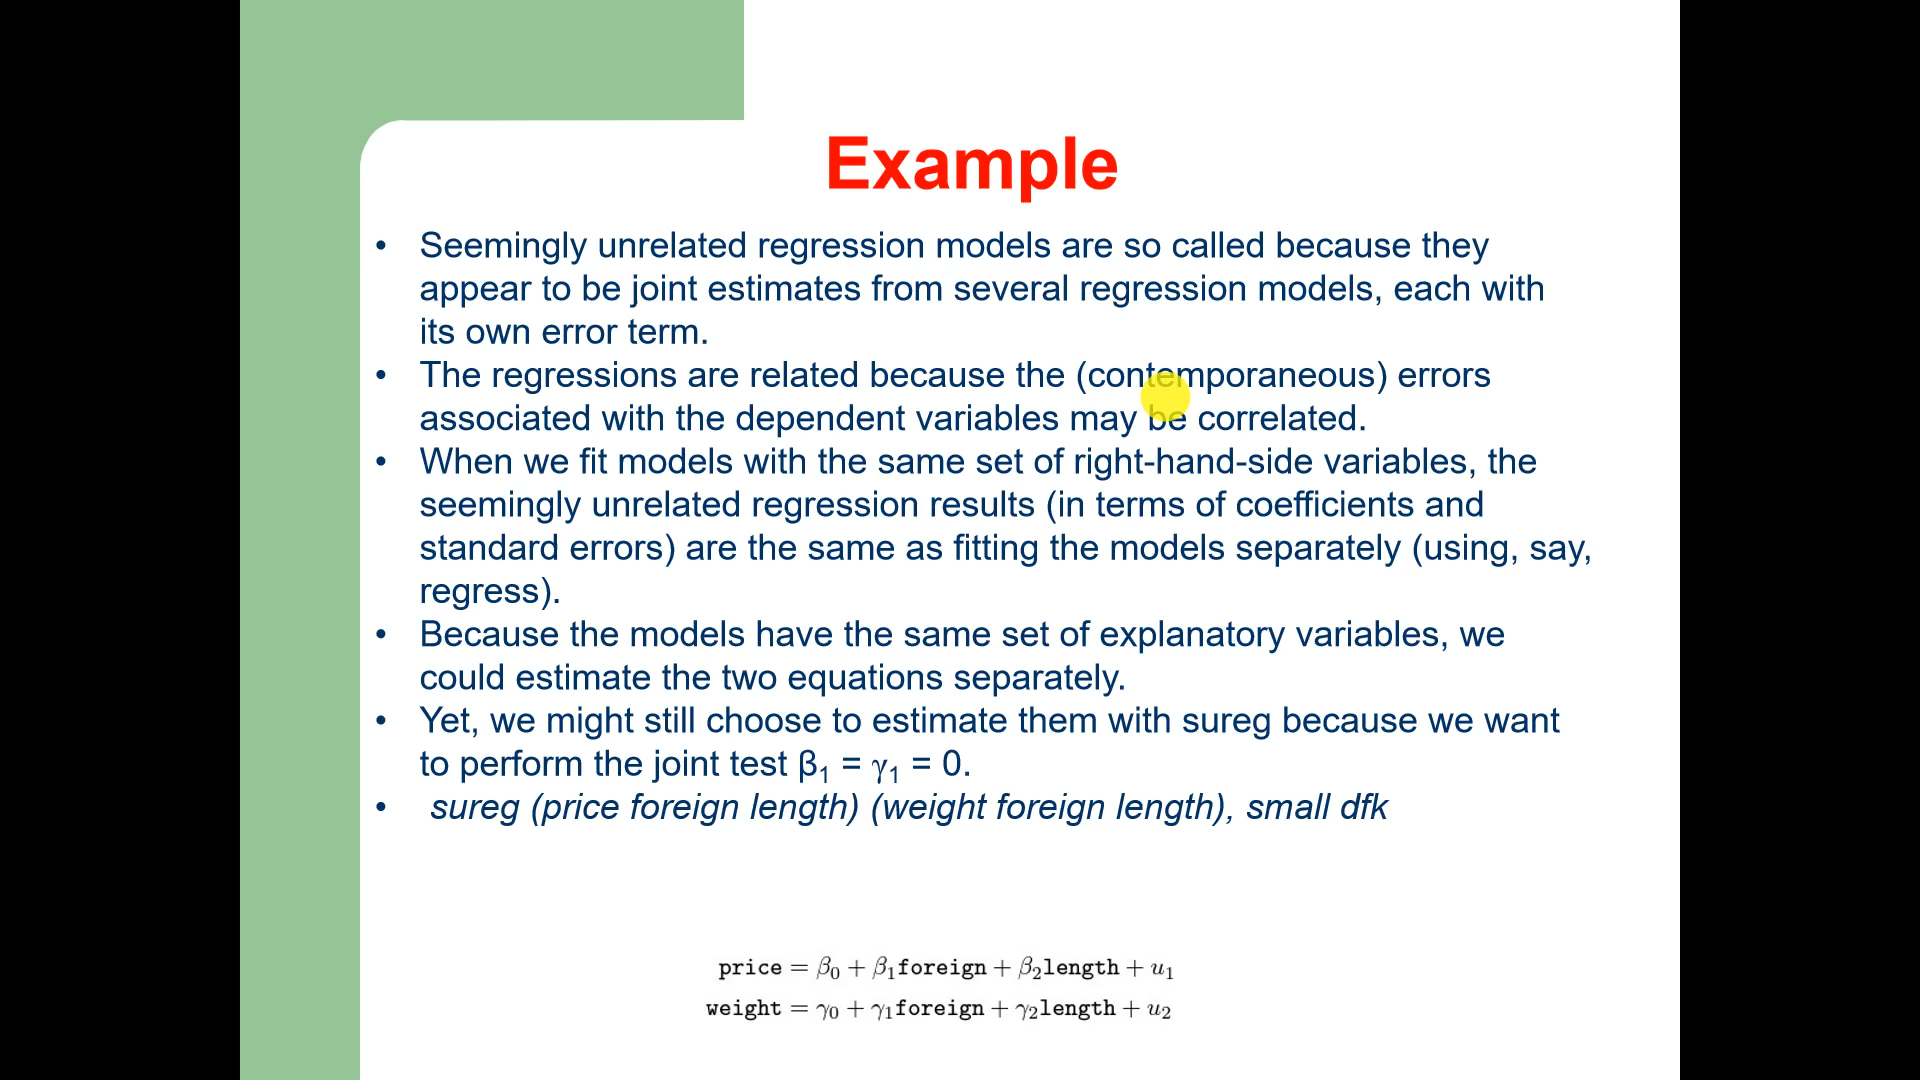 Example
• Seemingly unrelated regression models are so called because they
appear to be joint estimates from several regression models, each with
its own error term.
• The regressions are related because the (contemporaneous) errors
associated with the dependent variables may be correlated.
• When we fit models with the same set of right-hand-side variables, the
seemingly unrelated regression results (in terms of coefficients and
standard errors) are the same as fitting the models separately (using, say,
regress).
• Because the models have the same set of explanatory variables, we
could estimate the two equations separately.
• Yet, we might still choose to estimate them with sureg because we want
to perform the joint test β₁ = γ₁ = 0.
• sureg (price foreign length) (weight foreign length), small dfk
price = β₀ + β₁foreign + β₂length + u₁
weight = γ₀ + γ₁foreign + γ₂length + u₂